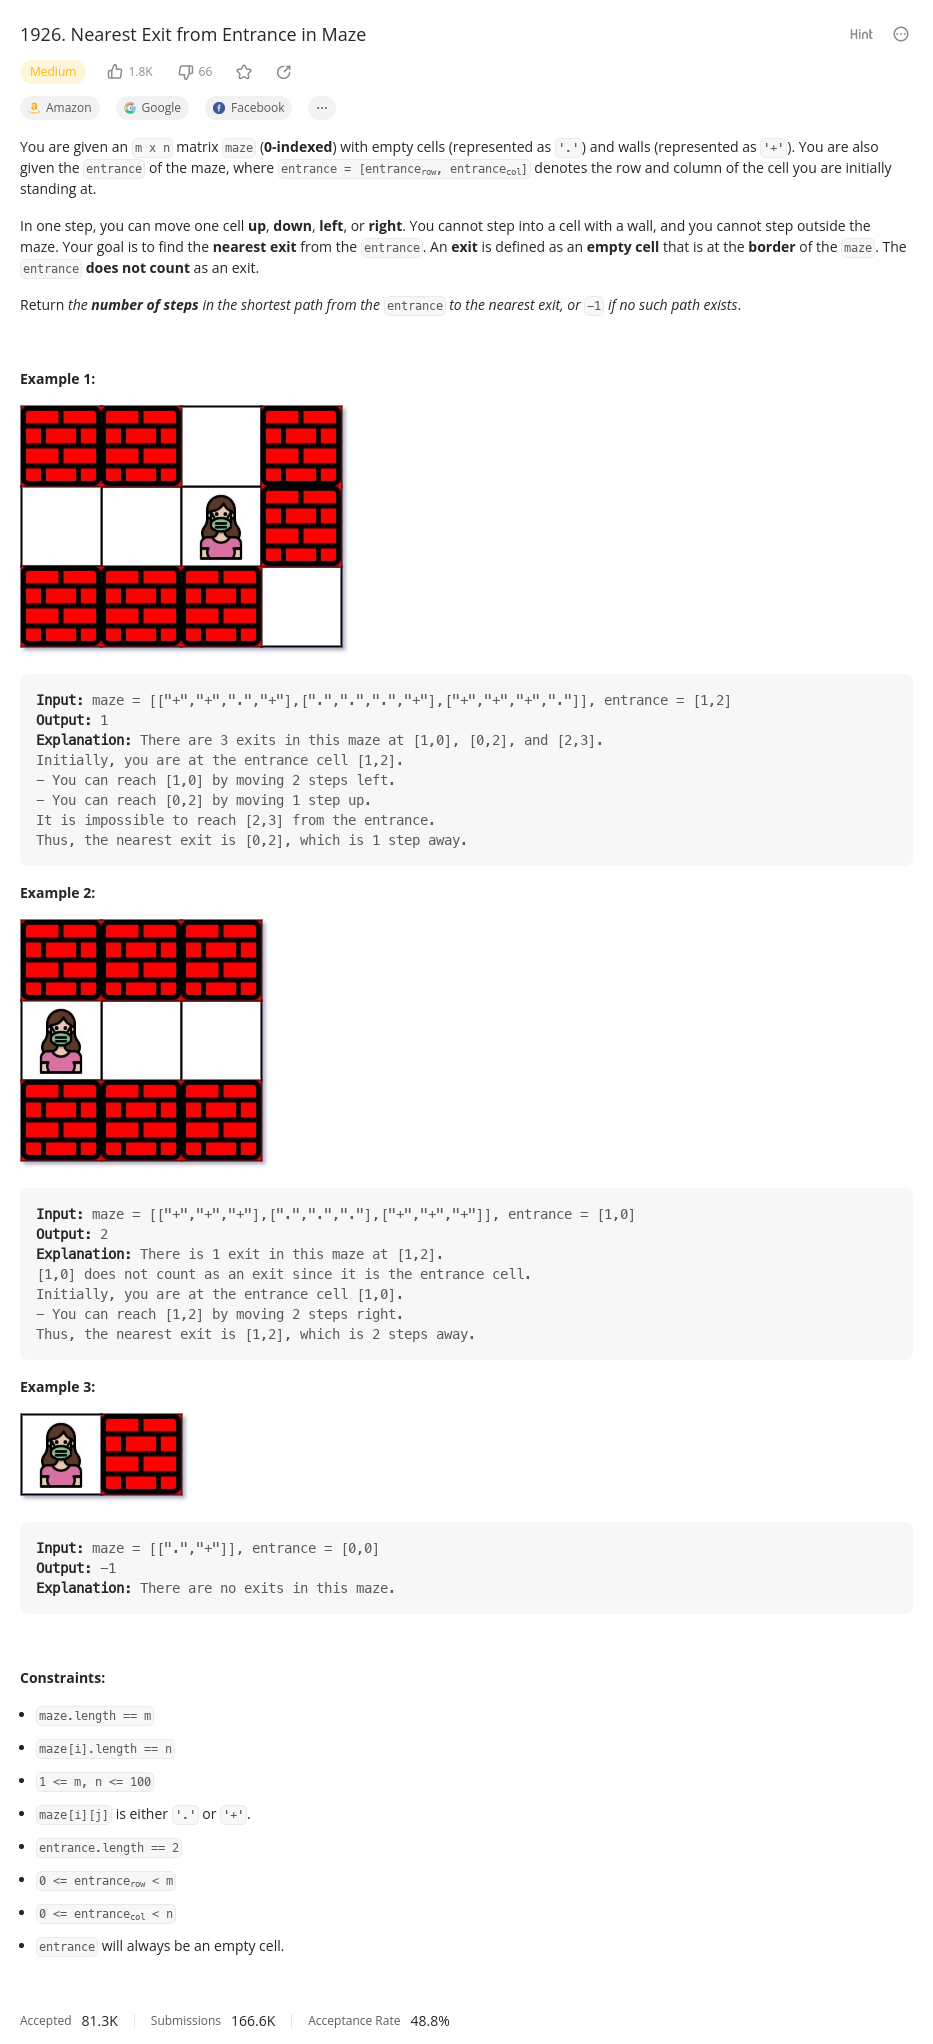 1926. Nearest Exit from Entrance in Maze
Hint
Medium
1.8K
66
Amazon
Google
Facebook
You are given an m x n matrix maze (0-indexed) with empty cells (represented as '.') and walls (represented as '+'). You are also
given the entrance of the maze, where entrance = [entrancerow, entrancecol] denotes the row and column of the cell you are initially
standing at.
In one step, you can move one cell up, down, left, or right. You cannot step into a cell with a wall, and you cannot step outside the
maze. Your goal is to find the nearest exit from the entrance. An exit is defined as an empty cell that is at the border of the maze. The
entrance does not count as an exit.
Return the number of steps in the shortest path from the entrance to the nearest exit, or −1 if no such path exists.
Example 1:
Input: maze = [["+","+",".","+"],[".",".",".","+"],["+","+","+","."]], entrance = [1,2]
Output: 1
Explanation: There are 3 exits in this maze at [1,0], [0,2], and [2,3].
Initially, you are at the entrance cell [1,2].
− You can reach [1,0] by moving 2 steps left.
− You can reach [0,2] by moving 1 step up.
It is impossible to reach [2,3] from the entrance.
Thus, the nearest exit is [0,2], which is 1 step away.
Example 2:
Input: maze = [["+","+","+"],[".",".","."],["+","+","+"]], entrance = [1,0]
Output: 2
Explanation: There is 1 exit in this maze at [1,2].
[1,0] does not count as an exit since it is the entrance cell.
Initially, you are at the entrance cell [1,0].
− You can reach [1,2] by moving 2 steps right.
Thus, the nearest exit is [1,2], which is 2 steps away.
Example 3:
Input: maze = [[".","+"]], entrance = [0,0]
Output: −1
Explanation: There are no exits in this maze.
Constraints:
maze.length == m
maze[i].length == n
1 <= m, n <= 100
maze[i][j] is either '.' or '+'.
entrance.length == 2
0 <= entrancerow < m
0 <= entrancecol < n
entrance will always be an empty cell.
Accepted 81.3K Submissions 166.6K Acceptance Rate 48.8%